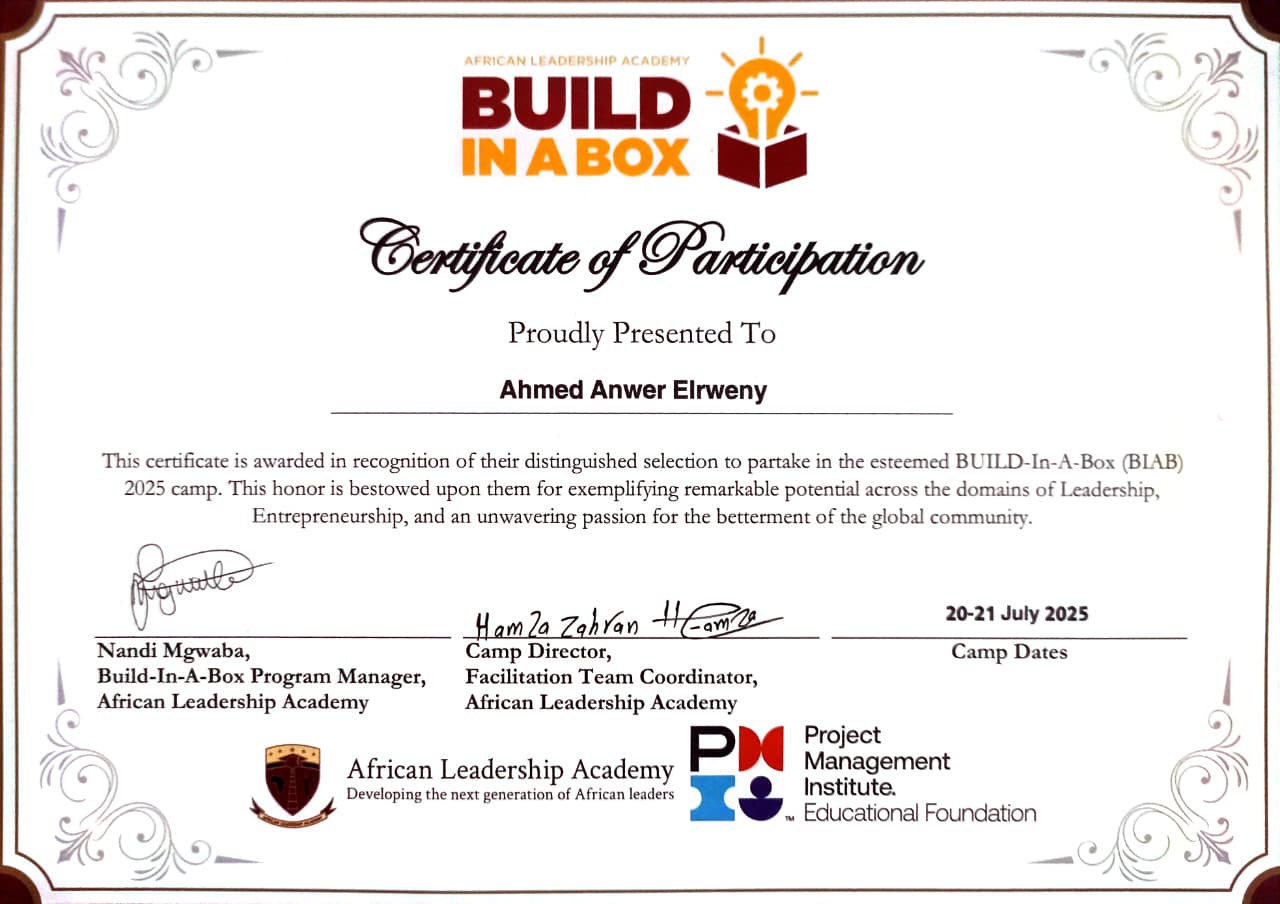 AFRICAN LEADERSHIP ACADEMY
BUILD
IN A BOX
Certificate of Participation
Proudly Presented To
Ahmed Anwer Elrweny
This certificate is awarded in recognition of their distinguished selection to partake in the esteemed BUILD-In-A-Box (BIAB)
2025 camp. This honor is bestowed upon them for exemplifying remarkable potential across the domains of Leadership,
Entrepreneurship, and an unwavering passion for the betterment of the global community.
Nandi Mgwaba,
Build-In-A-Box Program Manager,
African Leadership Academy
Hamza Zahran Hamza
Camp Director,
Facilitation Team Coordinator,
African Leadership Academy
20-21 July 2025
Camp Dates
African Leadership Academy
Developing the next generation of African leaders
PM
Project
Management
Institute.
Educational Foundation
TM